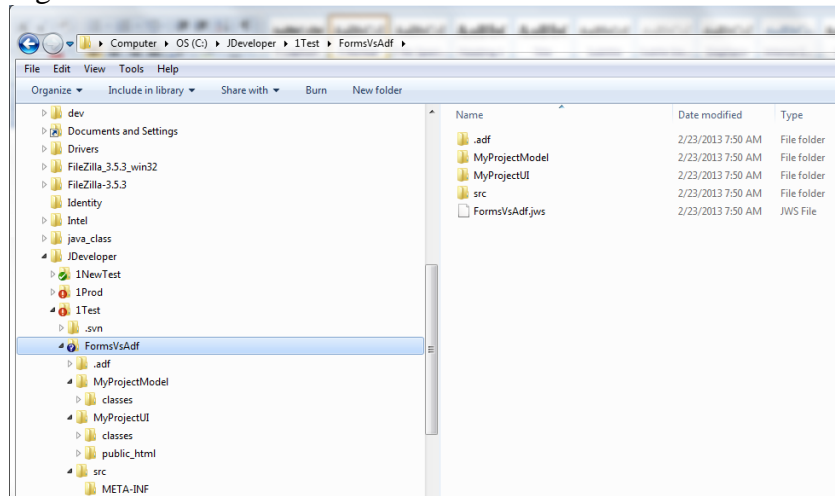 Computer ▸ OS (C:) ▸ JDeveloper ▸ 1Test ▸ FormsVsAdf ▸
File Edit View Tools Help
Organize Include in library Share with Burn New folder
dev
Documents and Settings
Drivers
FileZilla_3.5.3_win32
FileZilla-3.5.3
Identity
Intel
java_class
JDeveloper
1NewTest
1Prod
1Test
.svn
FormsVsAdf
.adf
MyProjectModel
classes
MyProjectUI
classes
public_html
src
META-INF
Name Date modified Type
.adf 2/23/2013 7:50 AM File folder
MyProjectModel 2/23/2013 7:50 AM File folder
MyProjectUI 2/23/2013 7:50 AM File folder
src 2/23/2013 7:50 AM File folder
FormsVsAdf.jws 2/23/2013 7:50 AM JWS File